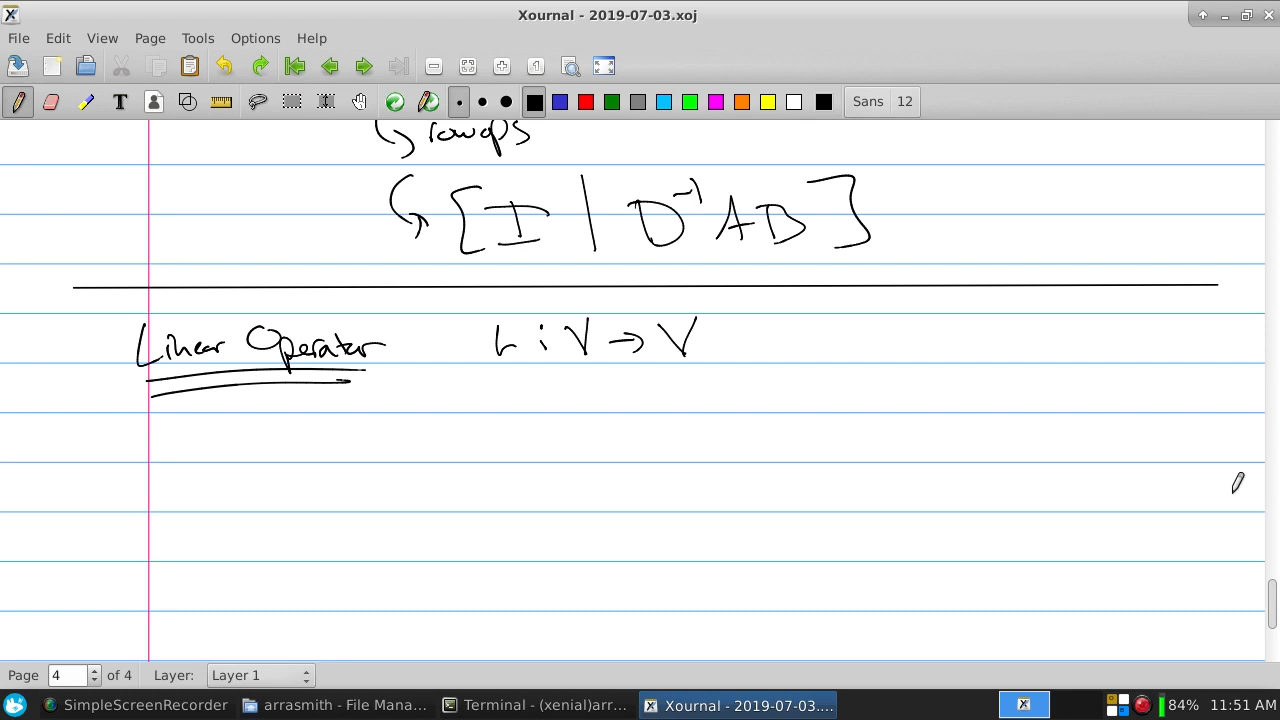 Xournal - 2019-07-03.xoj
File Edit View Page Tools Options Help
Sans 12
↳ rowops
↳ [ I | D⁻¹ A B ]
Linear Operator L : V → V
Page 4 of 4 Layer: Layer 1
SimpleScreenRecorder arrasmith - File Mana... Terminal - (xenial)arr... Xournal - 2019-07-03.... 84% 11:51 AM